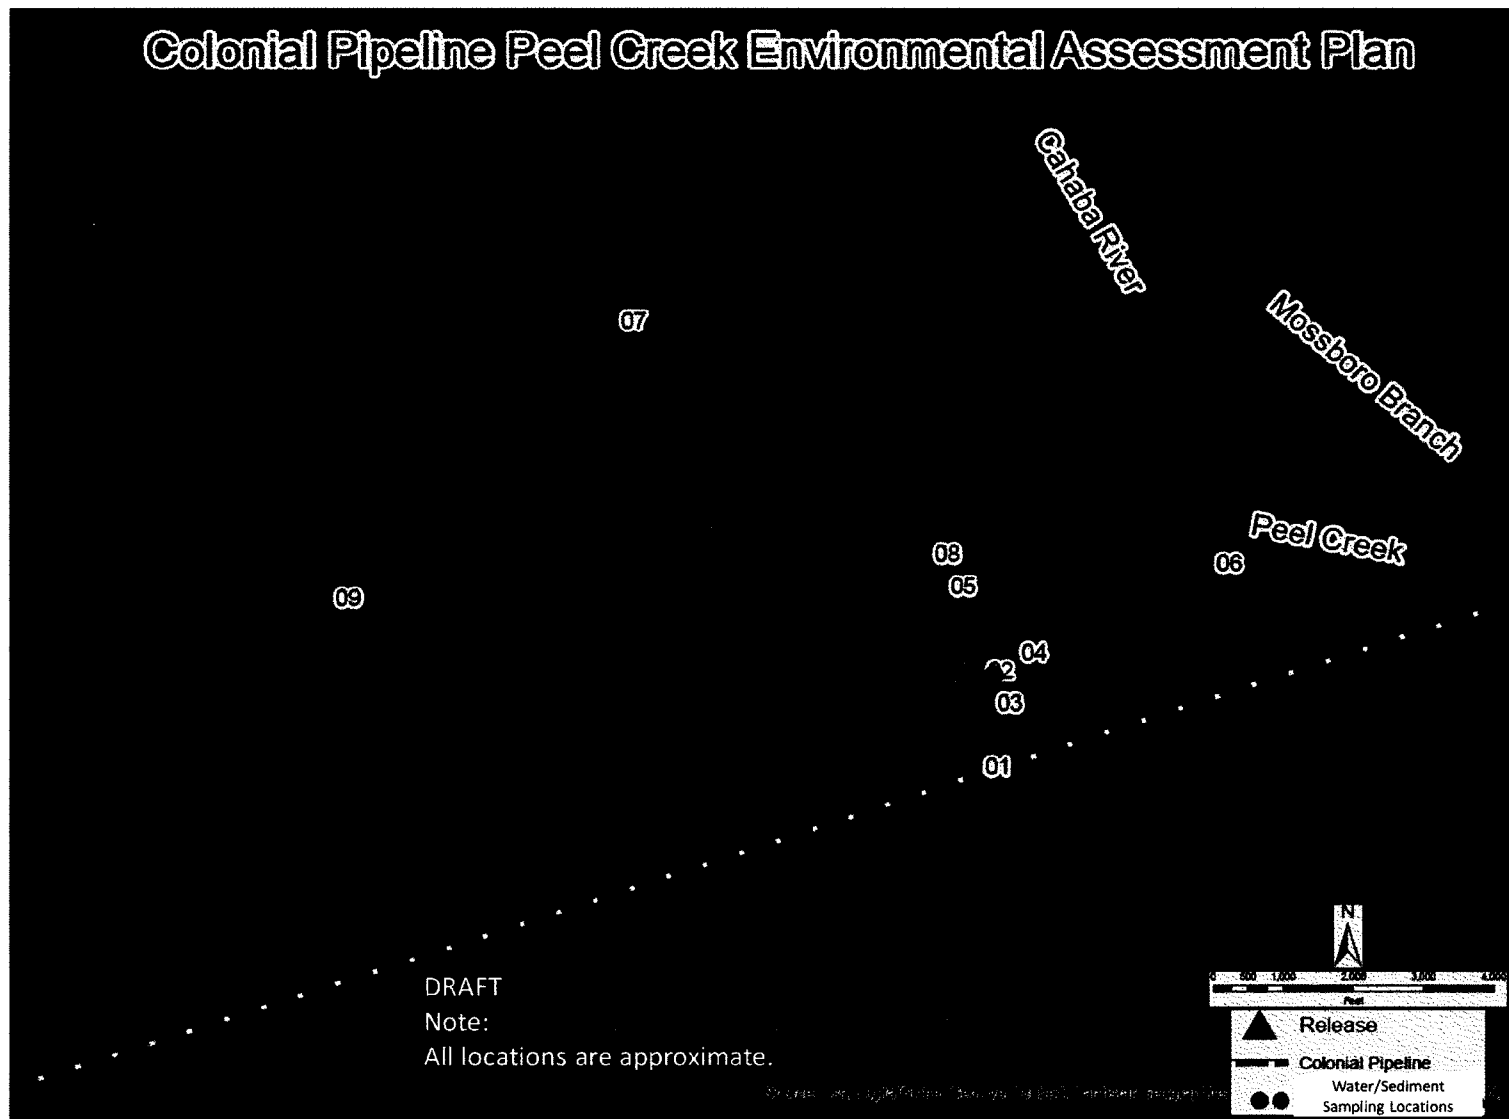 Colonial Pipeline Peel Creek Environmental Assessment Plan
Cahaba River
Mossboro Branch
07
Peel Creek
08
06
05
09
04
03
01
N
0 500 1,000 2,000 3,000 4,000
Feet
DRAFT
Note:
All locations are approximate.
Release
Colonial Pipeline
Water/Sediment
Sampling Locations